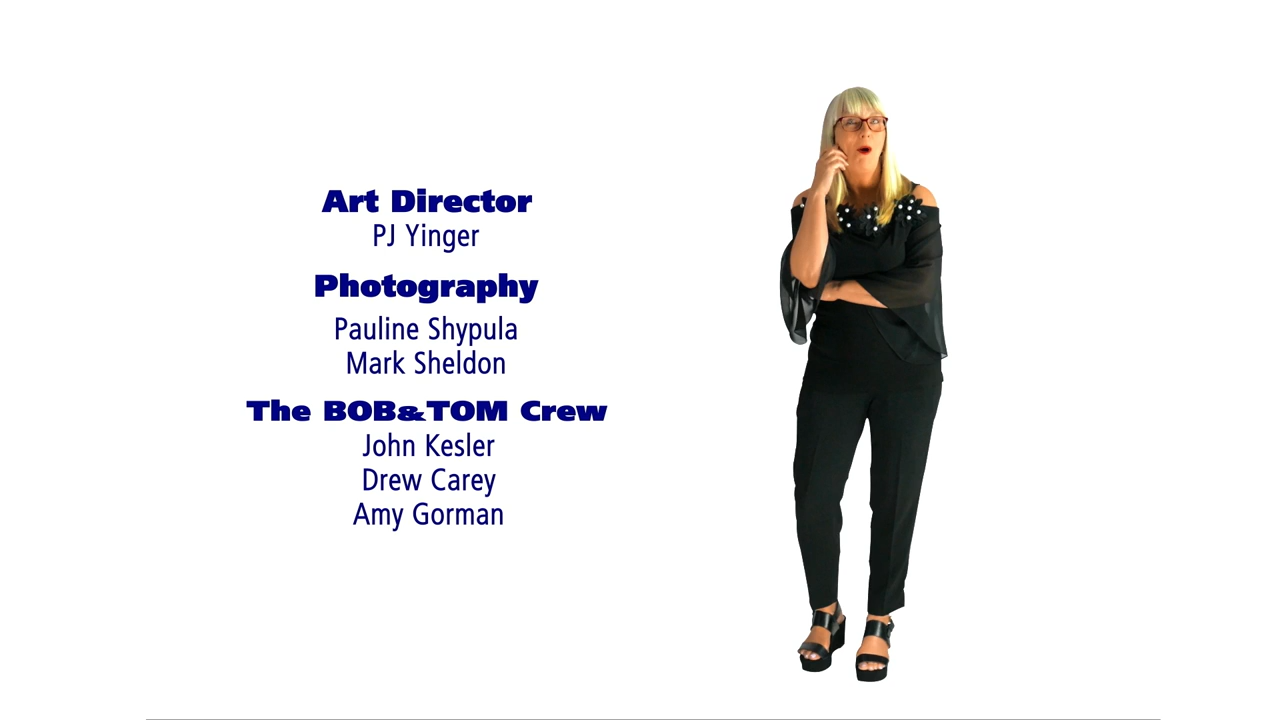 Art Director
PJ Yinger
Photography
Pauline Shypula
Mark Sheldon
The BOB&TOM Crew
John Kesler
Drew Carey
Amy Gorman